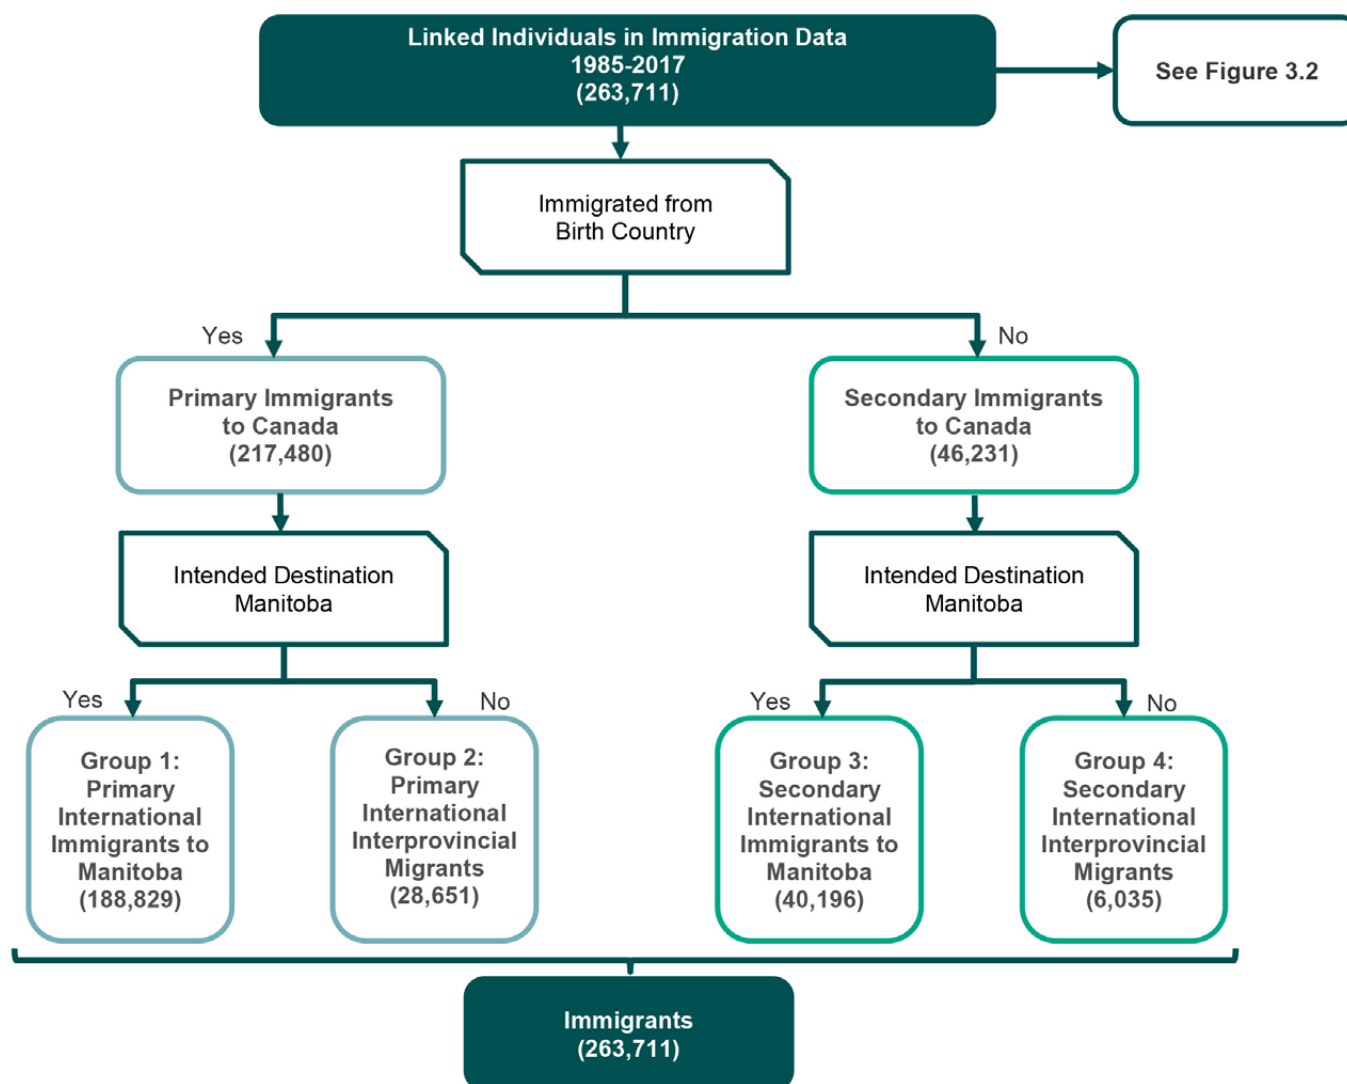 Linked Individuals in Immigration Data
1985-2017
(263,711)
See Figure 3.2
Immigrated from
Birth Country
Yes
No
Primary Immigrants
to Canada
(217,480)
Secondary Immigrants
to Canada
(46,231)
Intended Destination
Manitoba
Intended Destination
Manitoba
Yes
No
Yes
No
Group 1:
Primary
International
Immigrants to
Manitoba
(188,829)
Group 2:
Primary
International
Interprovincial
Migrants
(28,651)
Group 3:
Secondary
International
Immigrants to
Manitoba
(40,196)
Group 4:
Secondary
International
Interprovincial
Migrants
(6,035)
Immigrants
(263,711)